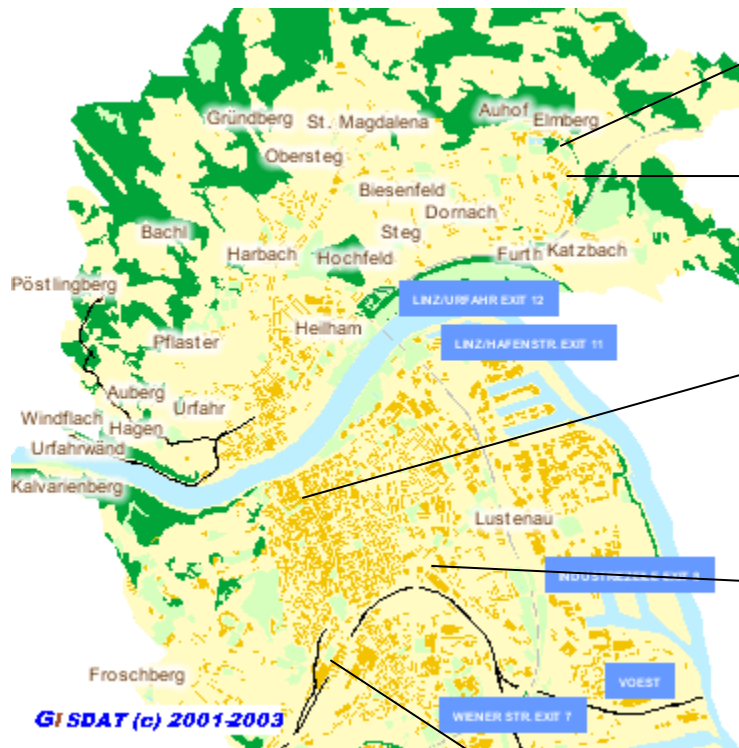 Gründberg
St. Magdalena
Auhof
Elmberg
Obersteg
Biesenfeld
Dornach
Bachl
Steg
Harbach
Hochfeld
Furth
Katzbach
Pöstlingberg
LINZ/URFAHR EXIT 12
Heilham
Pflaster
LINZ/HAFENSTR. EXIT 11
Auberg
Urfahr
Windflach
Hagen
Urfahrwänd
Kalvarienberg
Lustenau
INDUSTRIEZEILE EXIT
Froschberg
VOEST
GISDAT (c) 2001-2003
WIENER STR. EXIT 7